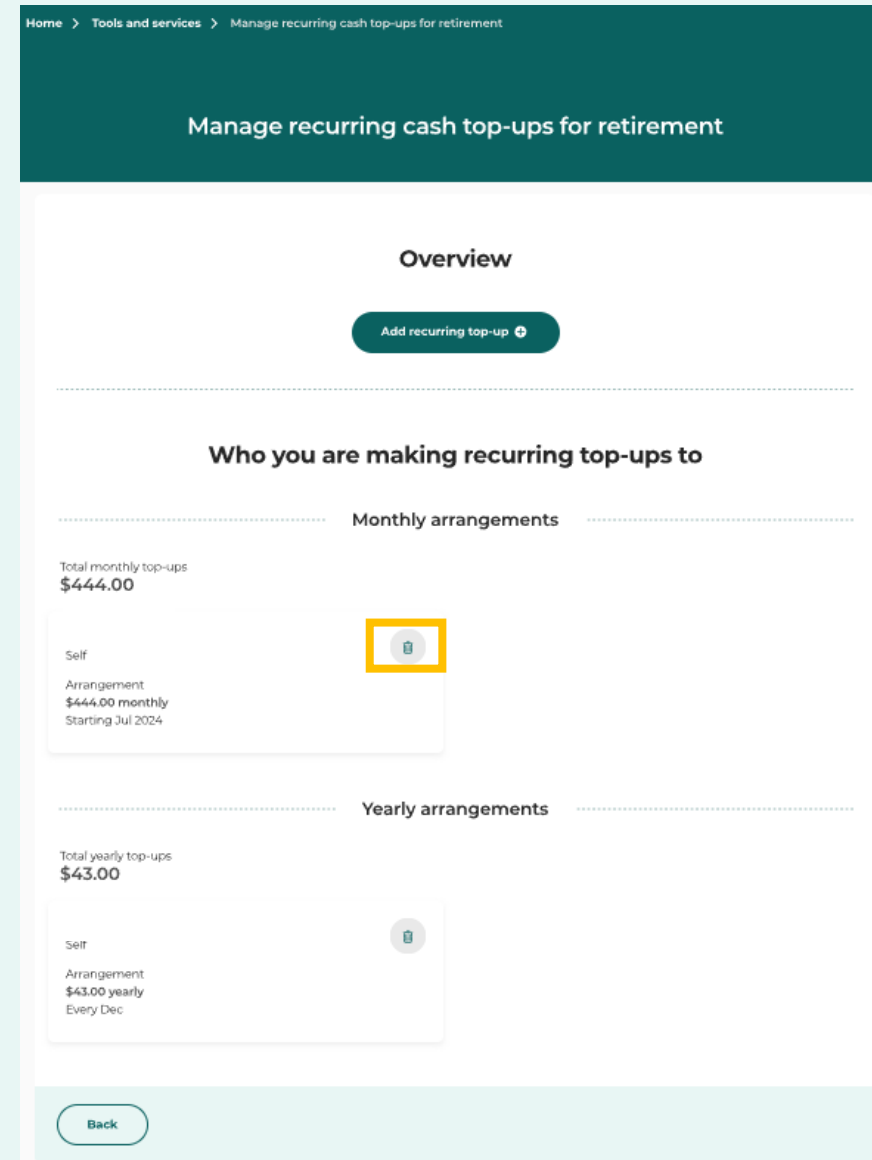 Home > Tools and services > Manage recurring cash top-ups for retirement
Manage recurring cash top-ups for retirement
Overview
Add recurring top-up
Who you are making recurring top-ups to
Monthly arrangements
Total monthly top-ups
$444.00
Self
Arrangement
$444.00 monthly
Starting Jul 2024
Yearly arrangements
Total yearly top-ups
$43.00
Self
Arrangement
$43.00 yearly
Every Dec
Back